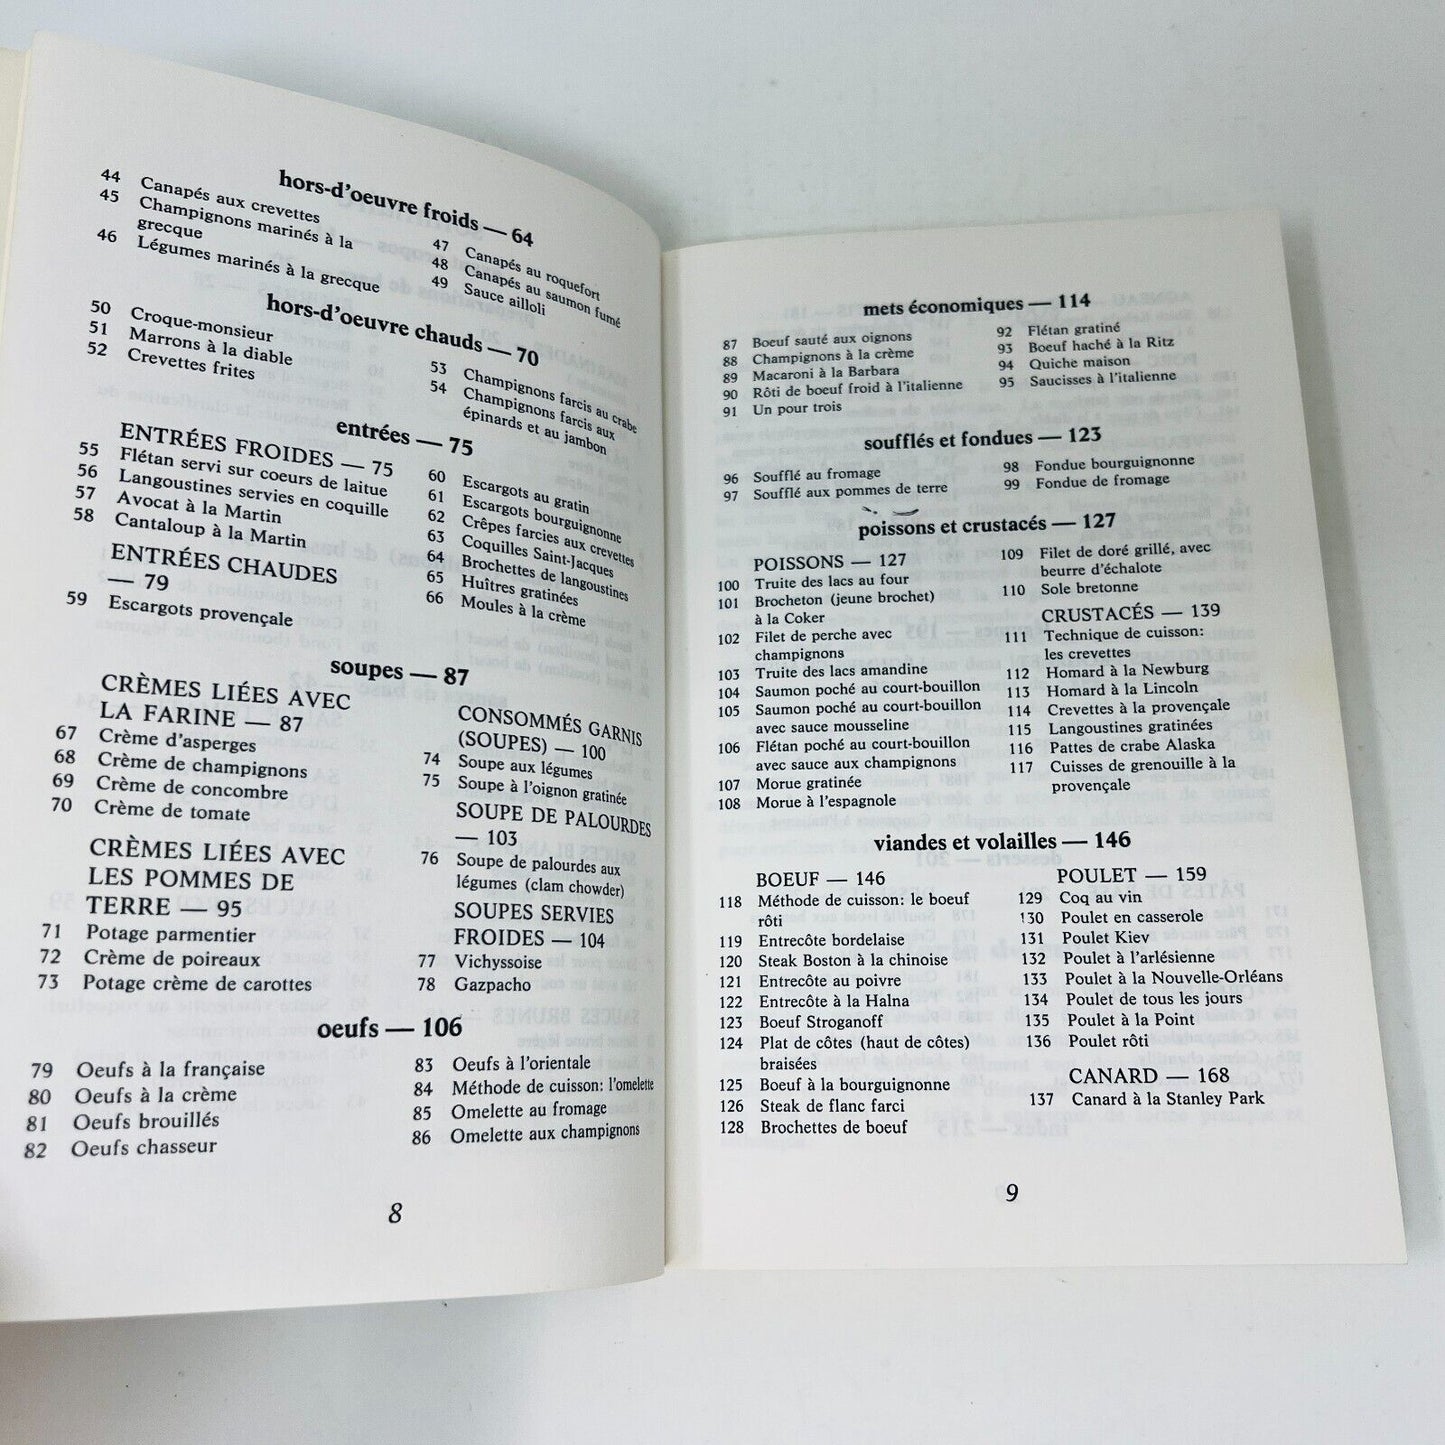 hors-d'oeuvre froids — 64
44 Canapés aux crevettes
45 Champignons marinés à la
grecque
46 Légumes marinés à la grecque
47 Canapés au roquefort
48 Canapés au saumon fumé
49 Sauce ailloli
hors-d'oeuvre chauds — 70
50 Croque-monsieur
51 Marrons à la diable
52 Crevettes frites
53 Champignons farcis au crabe
54 Champignons farcis aux
épinards et au jambon
entrées — 75
ENTRÉES FROIDES — 75
55 Flétan servi sur coeurs de laitue
56 Langoustines servies en coquille
57 Avocat à la Martin
58 Cantaloup à la Martin
ENTRÉES CHAUDES
— 79
59 Escargots provençale
60 Escargots au gratin
61 Escargots bourguignonne
62 Crêpes farcies aux crevettes
63 Coquilles Saint-Jacques
64 Brochettes de langoustines
65 Huîtres gratinées
66 Moules à la crème
soupes — 87
CRÈMES LIÉES AVEC
LA FARINE — 87
67 Crème d'asperges
68 Crème de champignons
69 Crème de concombre
70 Crème de tomate
CRÈMES LIÉES AVEC
LES POMMES DE
TERRE — 95
71 Potage parmentier
72 Crème de poireaux
73 Potage crème de carottes
CONSOMMÉS GARNIS
(SOUPES) — 100
74 Soupe aux légumes
75 Soupe à l'oignon gratinée
SOUPE DE PALOURDES
— 103
76 Soupe de palourdes aux
légumes (clam chowder)
SOUPES SERVIES
FROIDES — 104
77 Vichyssoise
78 Gazpacho
oeufs — 106
79 Oeufs à la française
80 Oeufs à la crème
81 Oeufs brouillés
82 Oeufs chasseur
83 Oeufs à l'orientale
84 Méthode de cuisson: l'omelette
85 Omelette au fromage
86 Omelette aux champignons
8
mets économiques — 114
87 Boeuf sauté aux oignons
88 Champignons à la crème
89 Macaroni à la Barbara
90 Rôti de boeuf froid à l'italienne
91 Un pour trois
92 Flétan gratiné
93 Boeuf haché à la Ritz
94 Quiche maison
95 Saucisses à l'italienne
soufflés et fondues — 123
96 Soufflé au fromage
97 Soufflé aux pommes de terre
98 Fondue bourguignonne
99 Fondue de fromage
poissons et crustacés — 127
POISSONS — 127
100 Truite des lacs au four
101 Brocheton (jeune brochet)
à la Coker
102 Filet de perche avec
champignons
103 Truite des lacs amandine
104 Saumon poché au court-bouillon
105 Saumon poché au court-bouillon
avec sauce mousseline
106 Flétan poché au court-bouillon
avec sauce aux champignons
107 Morue gratinée
108 Morue à l'espagnole
109 Filet de doré grillé, avec
beurre d'échalote
110 Sole bretonne
CRUSTACÉS — 139
111 Technique de cuisson:
les crevettes
112 Homard à la Newburg
113 Homard à la Lincoln
114 Crevettes à la provençale
115 Langoustines gratinées
116 Pattes de crabe Alaska
117 Cuisses de grenouille à la
provençale
viandes et volailles — 146
BOEUF — 146
118 Méthode de cuisson: le boeuf
rôti
119 Entrecôte bordelaise
120 Steak Boston à la chinoise
121 Entrecôte au poivre
122 Entrecôte à la Halna
123 Boeuf Stroganoff
124 Plat de côtes (haut de côtes)
braisées
125 Boeuf à la bourguignonne
126 Steak de flanc farci
128 Brochettes de boeuf
POULET — 159
129 Coq au vin
130 Poulet en casserole
131 Poulet Kiev
132 Poulet à l'arlésienne
133 Poulet à la Nouvelle-Orléans
134 Poulet de tous les jours
135 Poulet à la Point
136 Poulet rôti
CANARD — 168
137 Canard à la Stanley Park
9